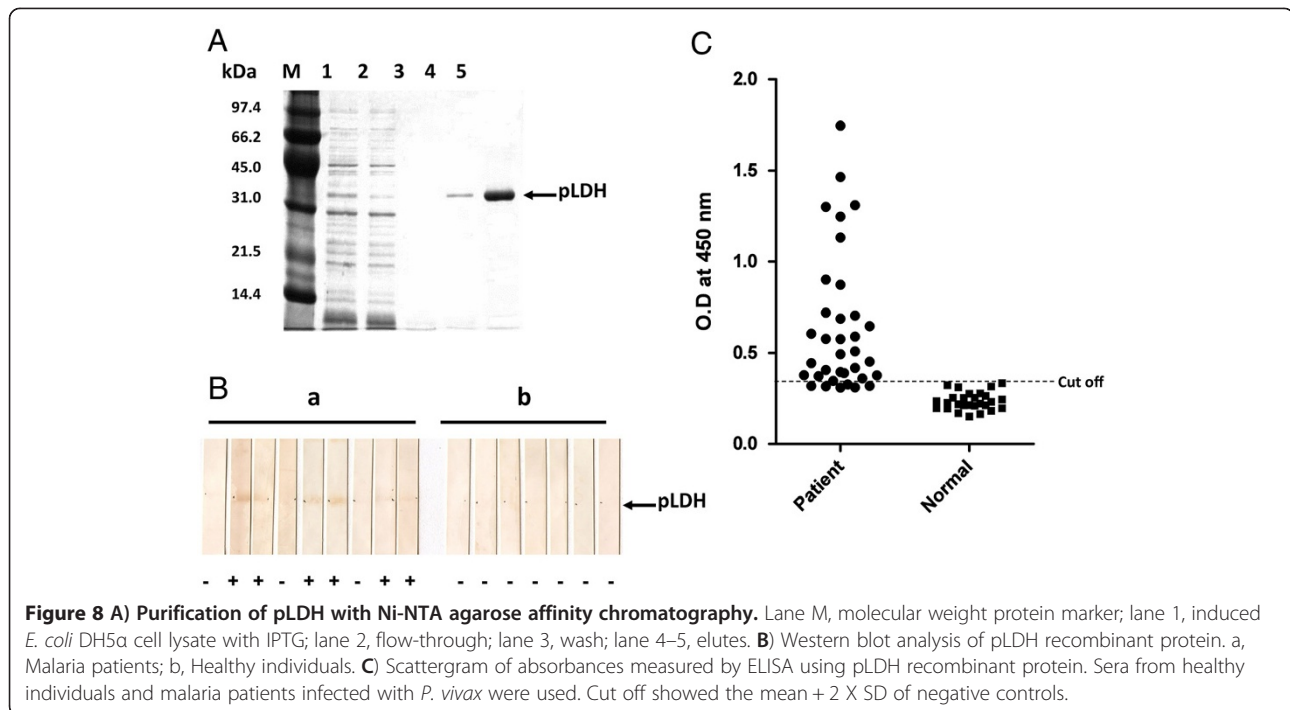 A
kDa M 1 2 3 4 5
97.4
66.2
45.0
31.0
21.5
14.4
pLDH
B
a b
pLDH
- + + - + + - + + - - - - - - -
C
2.0
1.5
1.0
0.5
0.0
O.D at 450 nm
Cut off
Patient
Normal
Figure 8 A) Purification of pLDH with Ni-NTA agarose affinity chromatography. Lane M, molecular weight protein marker; lane 1, induced
E. coli DH5α cell lysate with IPTG; lane 2, flow-through; lane 3, wash; lane 4–5, elutes. B) Western blot analysis of pLDH recombinant protein. a,
Malaria patients; b, Healthy individuals. C) Scattergram of absorbances measured by ELISA using pLDH recombinant protein. Sera from healthy
individuals and malaria patients infected with P. vivax were used. Cut off showed the mean + 2 X SD of negative controls.